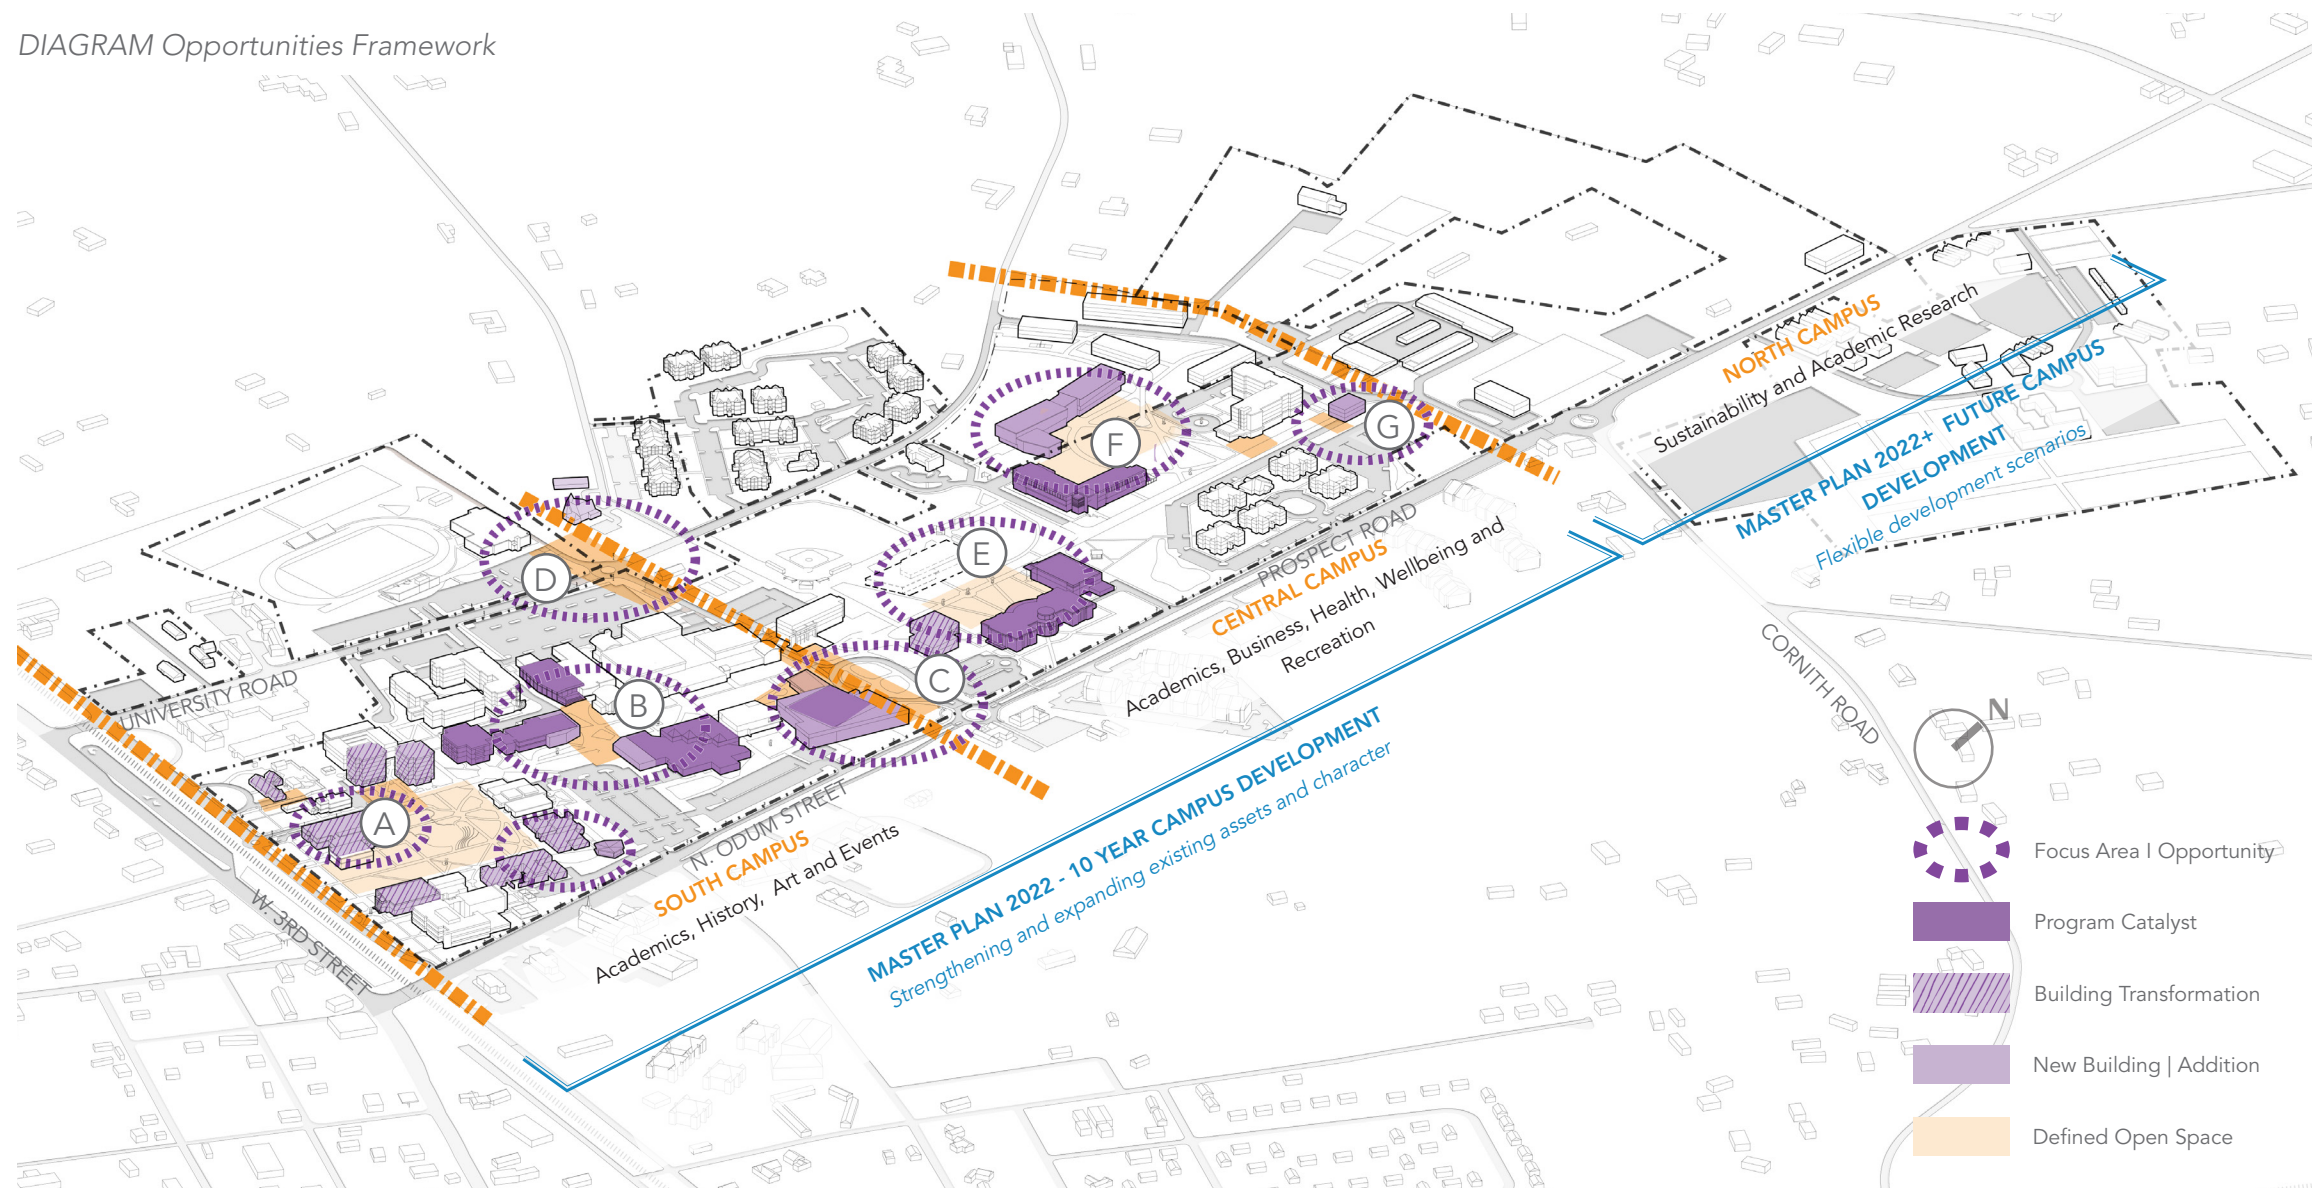 DIAGRAM Opportunities Framework
NORTH CAMPUS
Sustainability and Academic Research
MASTER PLAN 2022+ FUTURE CAMPUS
DEVELOPMENT
Flexible development scenarios
F
G
E
D
PROSPECT ROAD
CENTRAL CAMPUS
Academics, Business, Health, Wellbeing and
Recreation
CORNITH ROAD
UNIVERSITY ROAD
B
C
N
A
N. ODUM STREET
SOUTH CAMPUS
Academics, History, Art and Events
MASTER PLAN 2022 - 10 YEAR CAMPUS DEVELOPMENT
Strengthening and expanding existing assets and character
W. 3RD STREET
Focus Area I Opportunity
Program Catalyst
Building Transformation
New Building | Addition
Defined Open Space